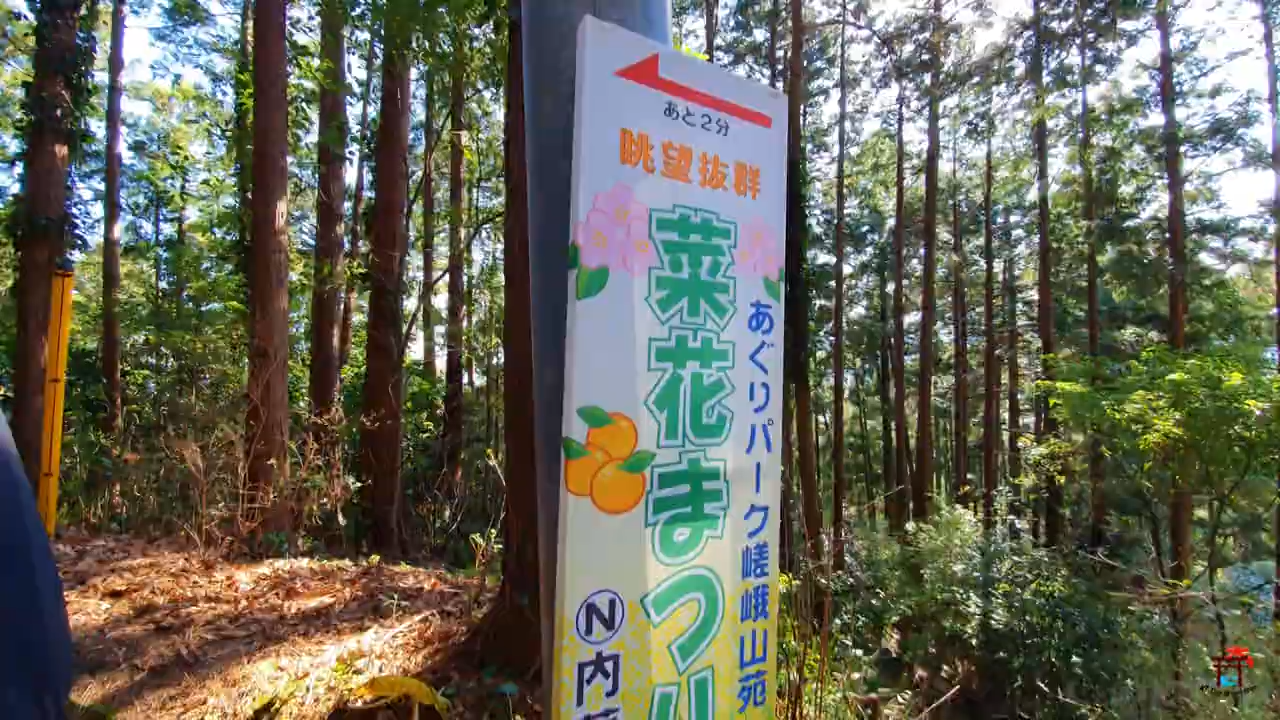 あと2分
眺望抜群
あぐりパーク嵯峨山苑
菜花まつり
Ⓝ内